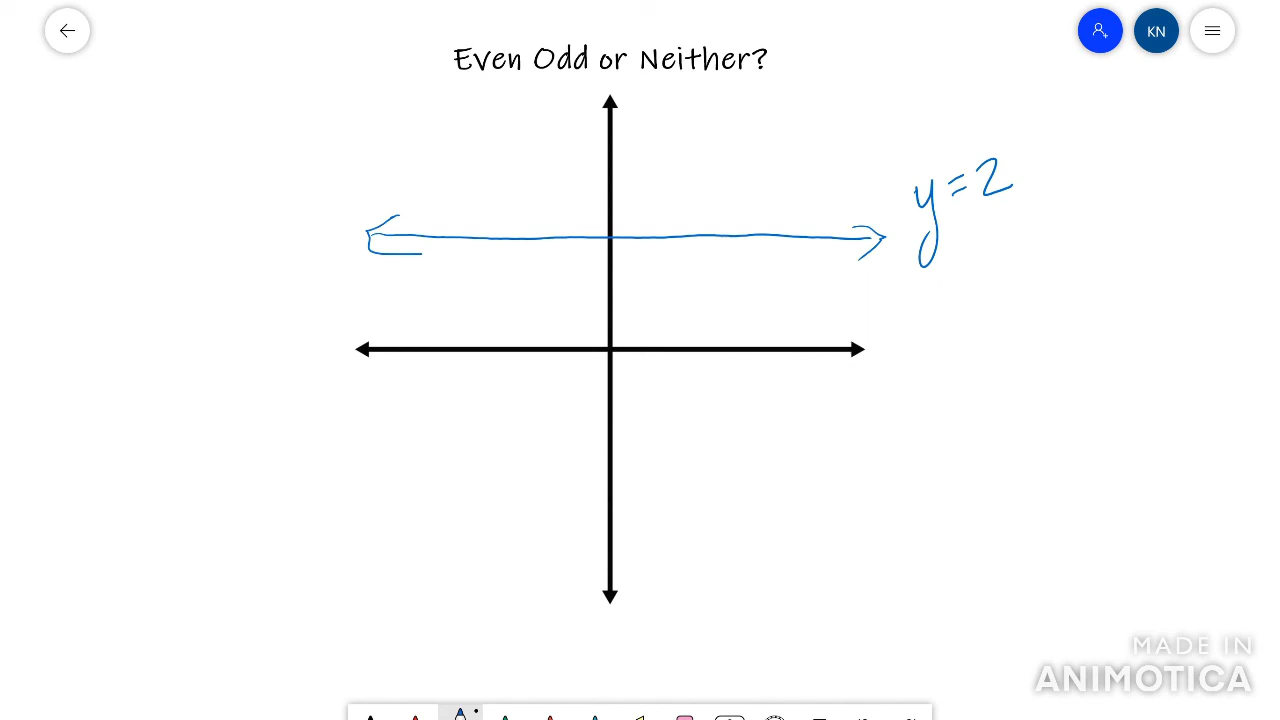 KN
Even Odd or Neither?
y=2
MADE IN
ANIMOTICA